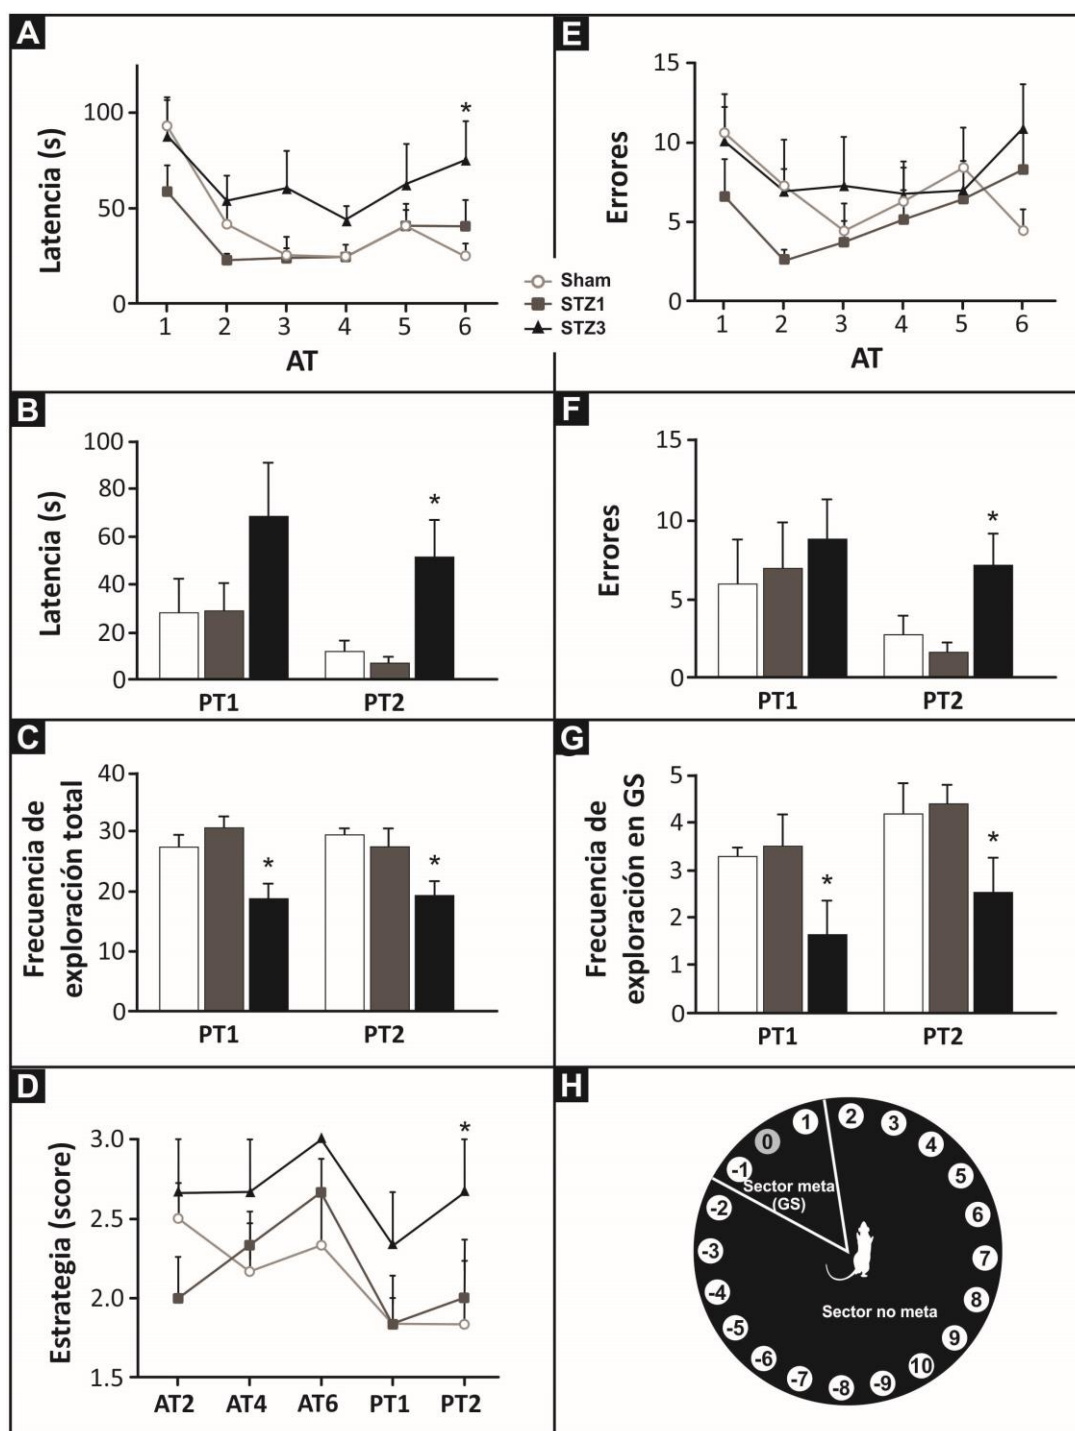 A
Latencia (s)
100
50
0
1 2 3 4 5 6
AT
*
Sham
STZ1
STZ3
E
Errores
15
10
5
0
1 2 3 4 5 6
AT
B
Latencia (s)
100
80
60
40
20
0
*
PT1 PT2
F
Errores
15
10
5
0
*
PT1 PT2
C
Frecuencia de
exploración total
40
30
20
10
0
* *
PT1 PT2
G
Frecuencia de
exploración en GS
5
4
3
2
1
0
* *
PT1 PT2
D
Estrategia (score)
3.0
2.5
2.0
1.5
*
AT2 AT4 AT6 PT1 PT2
H
0 1 2 3 4 5 6 7 8 9 10
-1 -2 -3 -4 -5 -6 -7 -8 -9
Sector meta
(GS)
Sector no meta